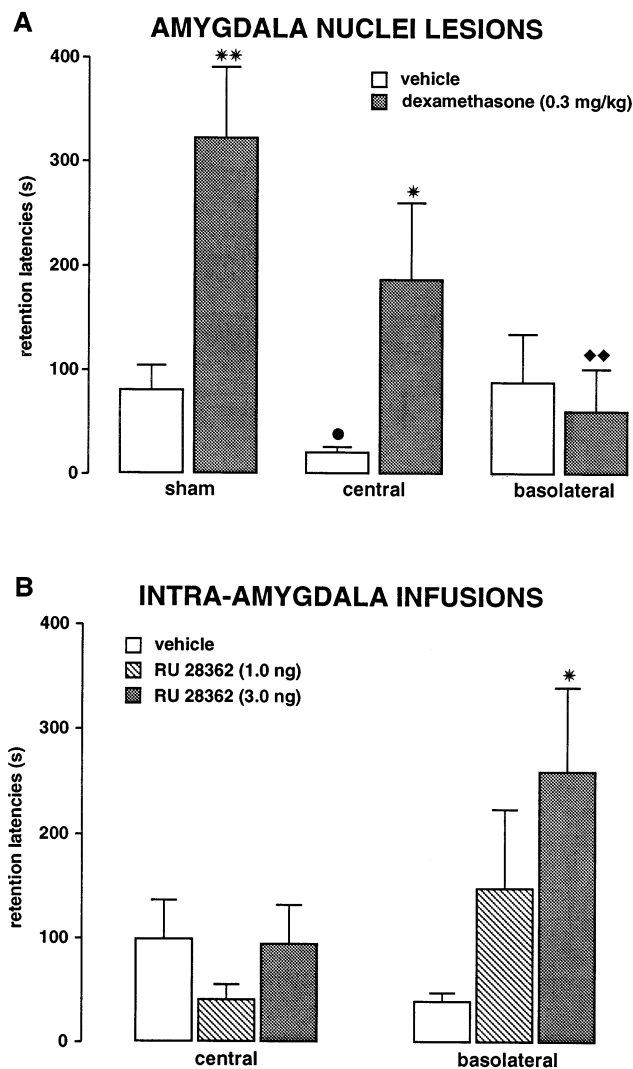 A
AMYGDALA NUCLEI LESIONS
400
300
200
100
0
retention latencies (s)
vehicle
dexamethasone (0.3 mg/kg)
**
*
sham
central
basolateral
B
INTRA-AMYGDALA INFUSIONS
400
300
200
100
0
retention latencies (s)
vehicle
RU 28362 (1.0 ng)
RU 28362 (3.0 ng)
*
central
basolateral